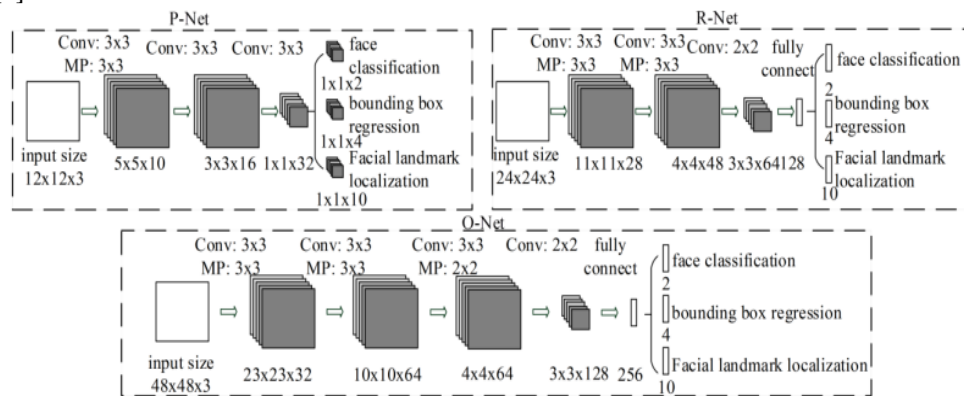 P-Net
Conv: 3x3 Conv: 3x3 Conv: 3x3
MP: 3x3
face
classification
1x1x2
bounding box
regression
1x1x4
Facial landmark
localization
1x1x10
input size
12x12x3
5x5x10
3x3x16
1x1x32
R-Net
Conv: 3x3 Conv: 3x3 Conv: 2x2 fully
MP: 3x3 MP: 3x3 connect
face classification
2
bounding box
regression
4
Facial landmark
localization
10
input size
24x24x3
11x11x28
4x4x48
3x3x64
128
O-Net
Conv: 3x3 Conv: 3x3 Conv: 3x3 Conv: 2x2 fully
MP: 3x3 MP: 3x3 MP: 2x2 connect
face classification
2
bounding box regression
4
Facial landmark localization
10
input size
48x48x3
23x23x32
10x10x64
4x4x64
3x3x128
256